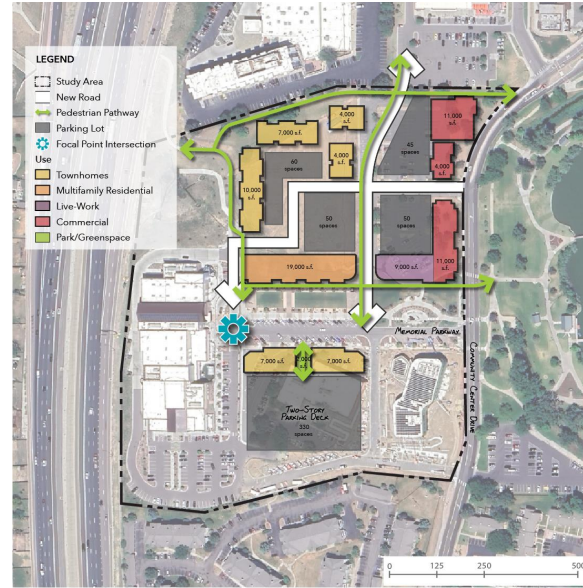 LEGEND
Study Area
New Road
Pedestrian Pathway
Parking Lot
Focal Point Intersection
Use
Townhomes
Multifamily Residential
Live-Work
Commercial
Park/Greenspace
4,000
s.f.
7,000 s.f.
11,000
s.f.
45
spaces
60
spaces
4,000
s.f.
4,000
s.f.
10,000
s.f.
50
spaces
50
spaces
19,000 s.f.
9,000 s.f.
11,000
s.f.
Memorial Parkway
Community Center Drive
7,000 s.f.
s.f.
7,000 s.f.
Two-Story
Parking Deck
330
spaces
0 125 250